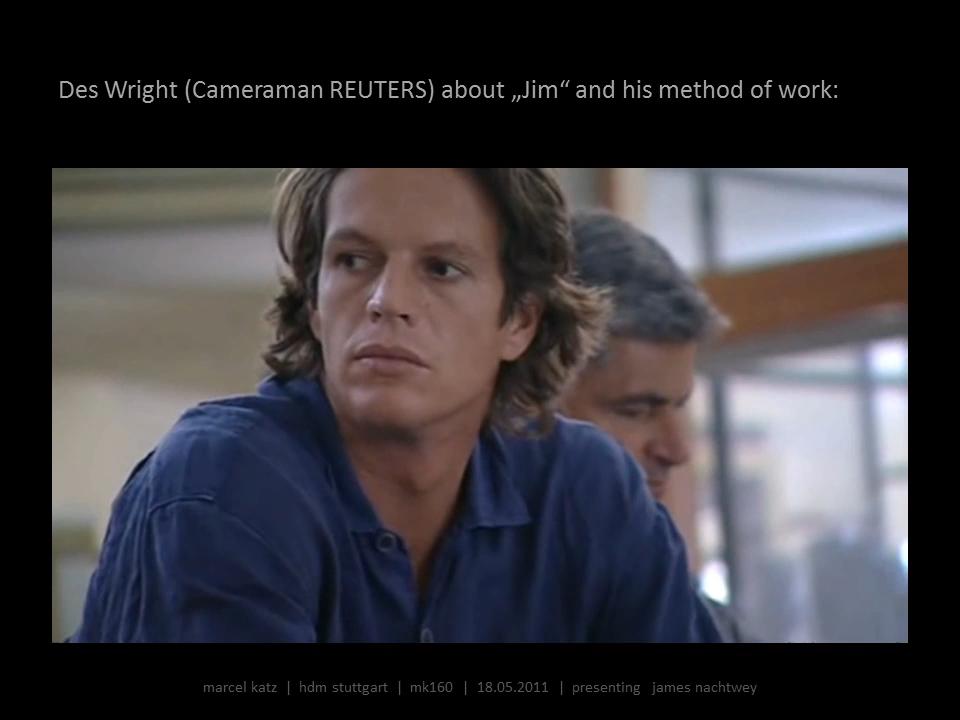 Des Wright (Cameraman REUTERS) about „Jim“ and his method of work:
marcel katz | hdm stuttgart | mk160 | 18.05.2011 | presenting james nachtwey